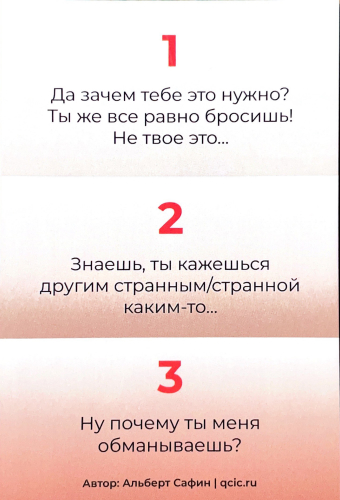 1
Да зачем тебе это нужно?
Ты же все равно бросишь!
Не твое это...
2
Знаешь, ты кажешься
другим странным/странной
каким-то...
3
Ну почему ты меня
обманываешь?
Автор: Альберт Сафин | qcic.ru